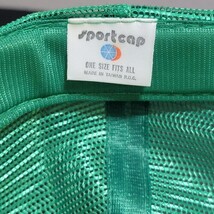 sportcap
ONE SIZE FITS ALL
MADE IN TAIWAN R.O.C.